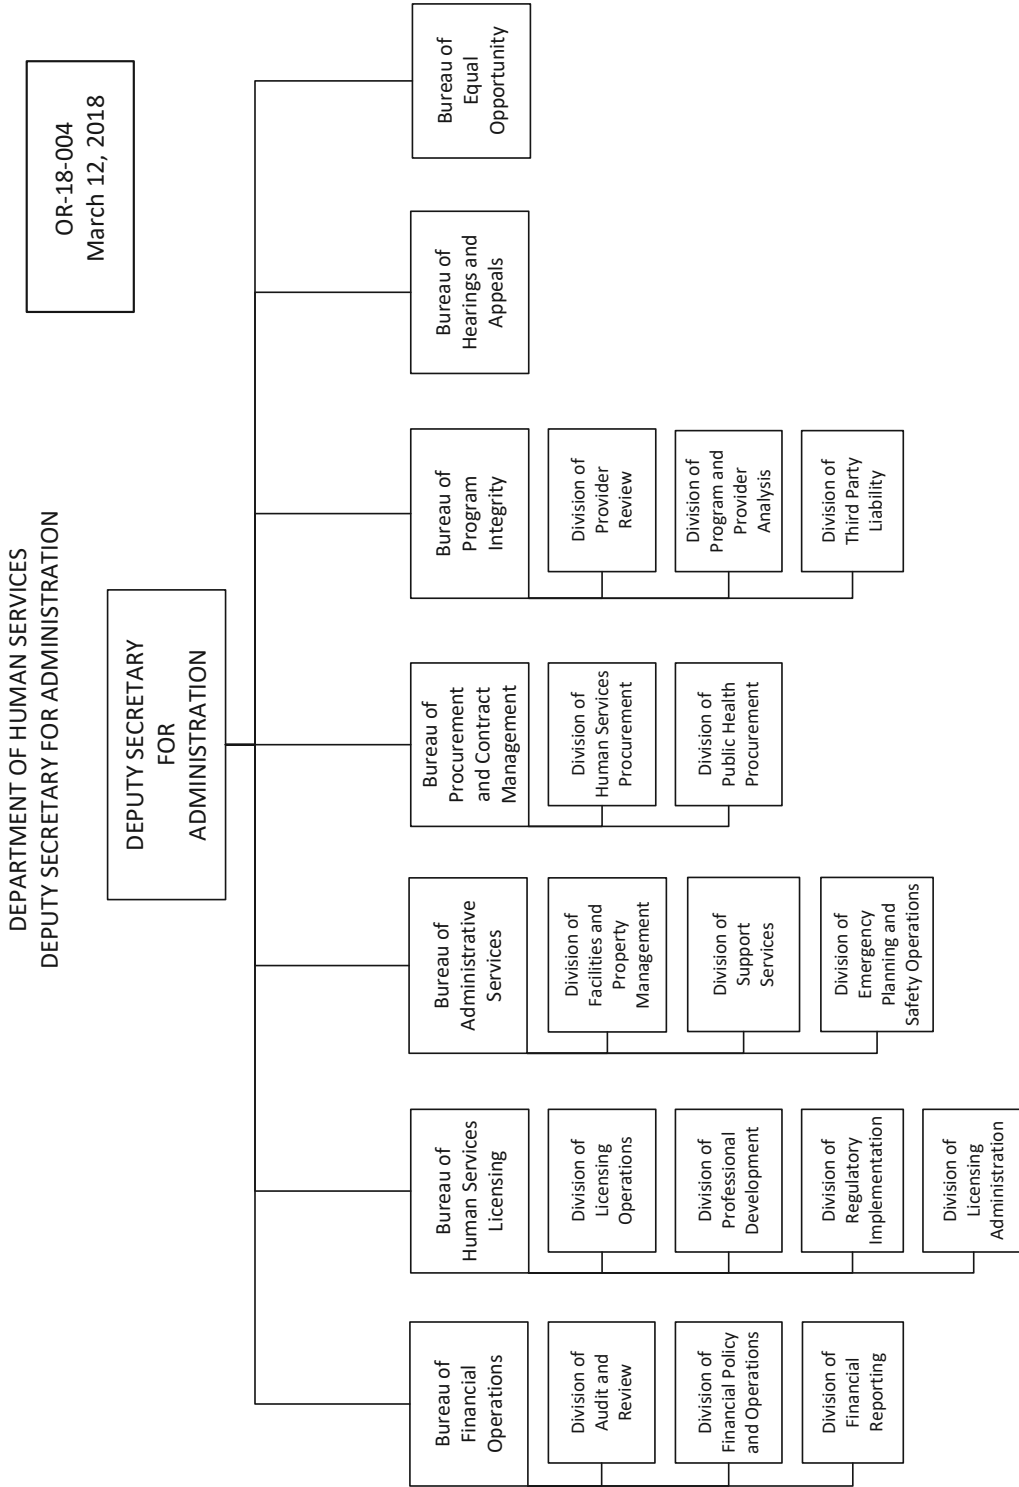 DEPARTMENT OF HUMAN SERVICES
DEPUTY SECRETARY FOR ADMINISTRATION
OR-18-004
March 12, 2018
DEPUTY SECRETARY
FOR
ADMINISTRATION
Bureau of
Financial
Operations
Division of
Audit and
Review
Division of
Financial Policy
and Operations
Division of
Financial
Reporting
Bureau of
Human Services
Licensing
Division of
Licensing
Operations
Division of
Professional
Development
Division of
Regulatory
Implementation
Division of
Licensing
Administration
Bureau of
Administrative
Services
Division of
Facilities and
Property
Management
Division of
Support
Services
Division of
Emergency
Planning and
Safety Operations
Bureau of
Procurement
and Contract
Management
Division of
Human Services
Procurement
Division of
Public Health
Procurement
Bureau of
Program
Integrity
Division of
Provider
Review
Division of
Program and
Provider
Analysis
Division of
Third Party
Liability
Bureau of
Hearings and
Appeals
Bureau of
Equal
Opportunity